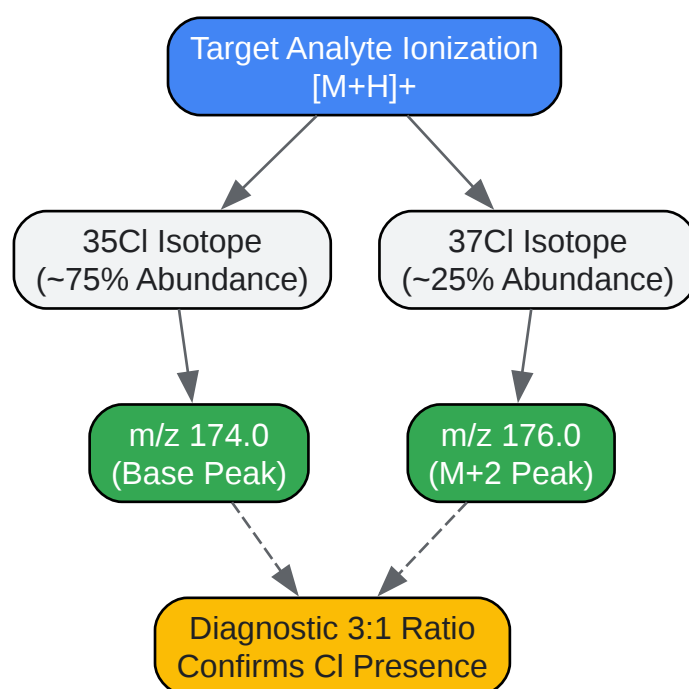 Target Analyte Ionization
[M+H]+
35Cl Isotope
(~75% Abundance)
37Cl Isotope
(~25% Abundance)
m/z 174.0
(Base Peak)
m/z 176.0
(M+2 Peak)
Diagnostic 3:1 Ratio
Confirms Cl Presence